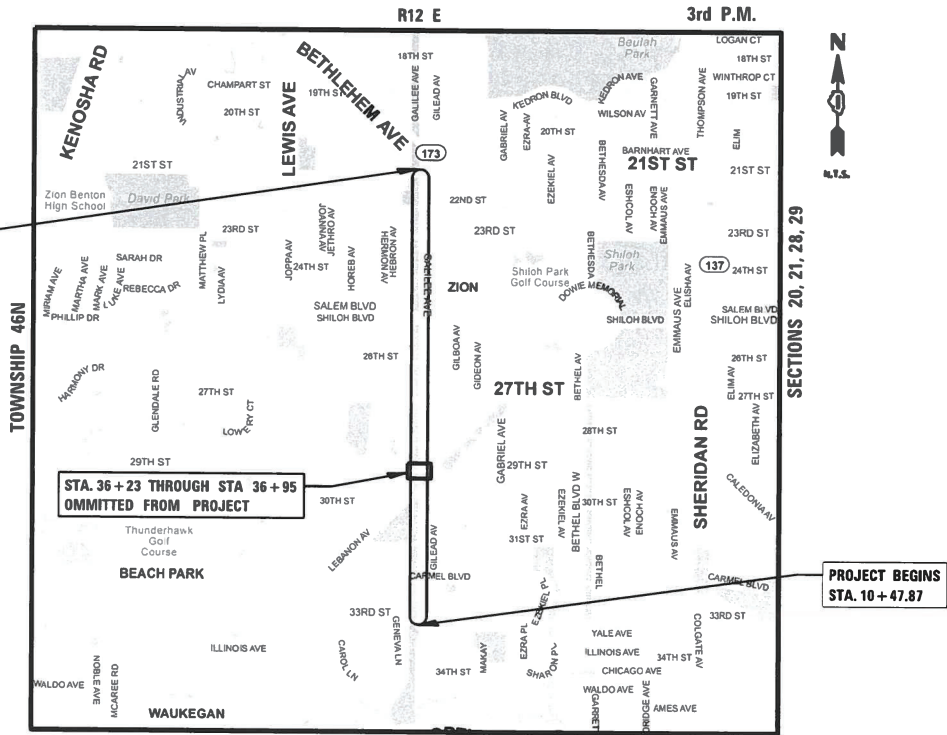 R12 E
3rd P.M.
N
N.T.S.
TOWNSHIP 46N
SECTIONS 20, 21, 28, 29
KENOSHA RD
INDUSTRIAL AV
CHAMPART ST
20TH ST
19TH ST
LEWIS AVE
BETHLEHEM AVE
18TH ST
GALILEE AVE
GILEAD AV
173
Beulah
Park
LOGAN CT
18TH ST
WINTHROP CT
19TH ST
KEDRON BLVD
KEDRON AVE
GARNETT AVE
THOMPSON AVE
WILSON AV
GABRIEL AV
EZRA AV
20TH ST
ELIM
BARNHART AVE
21ST ST
21ST ST
21ST ST
BETHESDA AV
EZEKIEL AV
Zion Benton
High School
David Park
22ND ST
ESHCOL AV
ENOCH AV
EMMAUS AVE
23RD ST
MATTHEW PL
LYDIA AV
JOPPA AV
JOANNA AV
JETHRO AV
HOREB AV
HERMON AV
HEBRON AV
GALILEE AVE
23RD ST
BETHESDA
23RD ST
24TH ST
SARAH DR
REBECCA DR
MIRIAM AVE
MARTHA AVE
MARK AVE
LUKE AVE
PHILLIP DR
ZION
Shiloh Park
Golf Course
Shiloh
Park
137
24TH ST
DOWIE MEMORIAL
ELISHA AV
EMMAUS AVE
SALEM BLVD
SHILOH BLVD
SHILOH BLVD
SALEM BLVD
SHILOH BLVD
26TH ST
GILBOA AV
GIDEON AV
26TH ST
HARMONY DR
GLENDALE RD
27TH ST
LOWERY CT
27TH ST
BETHEL AV
ELIM AV
27TH ST
ELIZABETH AV
29TH ST
28TH ST
GABRIEL AVE
29TH ST
SHERIDAN RD
STA. 36+23 THROUGH STA 36+95
OMMITTED FROM PROJECT
30TH ST
EZRA AV
EZEKIEL AV
BETHEL BLVD W
30TH ST
ESHCOL AV
ENOCH AV
EMMAUS AV
CALEDONIA AV
Thunderhawk
Golf
Course
LEBANON AV
GILEAD AV
31ST ST
BEACH PARK
CARMEL BLVD
BETHEL
CARMEL BLVD
PROJECT BEGINS
STA. 10+47.87
33RD ST
GENEVA LN
EZEKIEL PL
33RD ST
COLGATE AV
ILLINOIS AVE
CAROL LN
EZRA PL
YALE AVE
ILLINOIS AVE
34TH ST
34TH ST
MAKAY
SHARON PL
CHICAGO AVE
WALDO AVE
NOBLE AVE
MCAREE RD
WALDO AVE
AMES AVE
WAUKEGAN